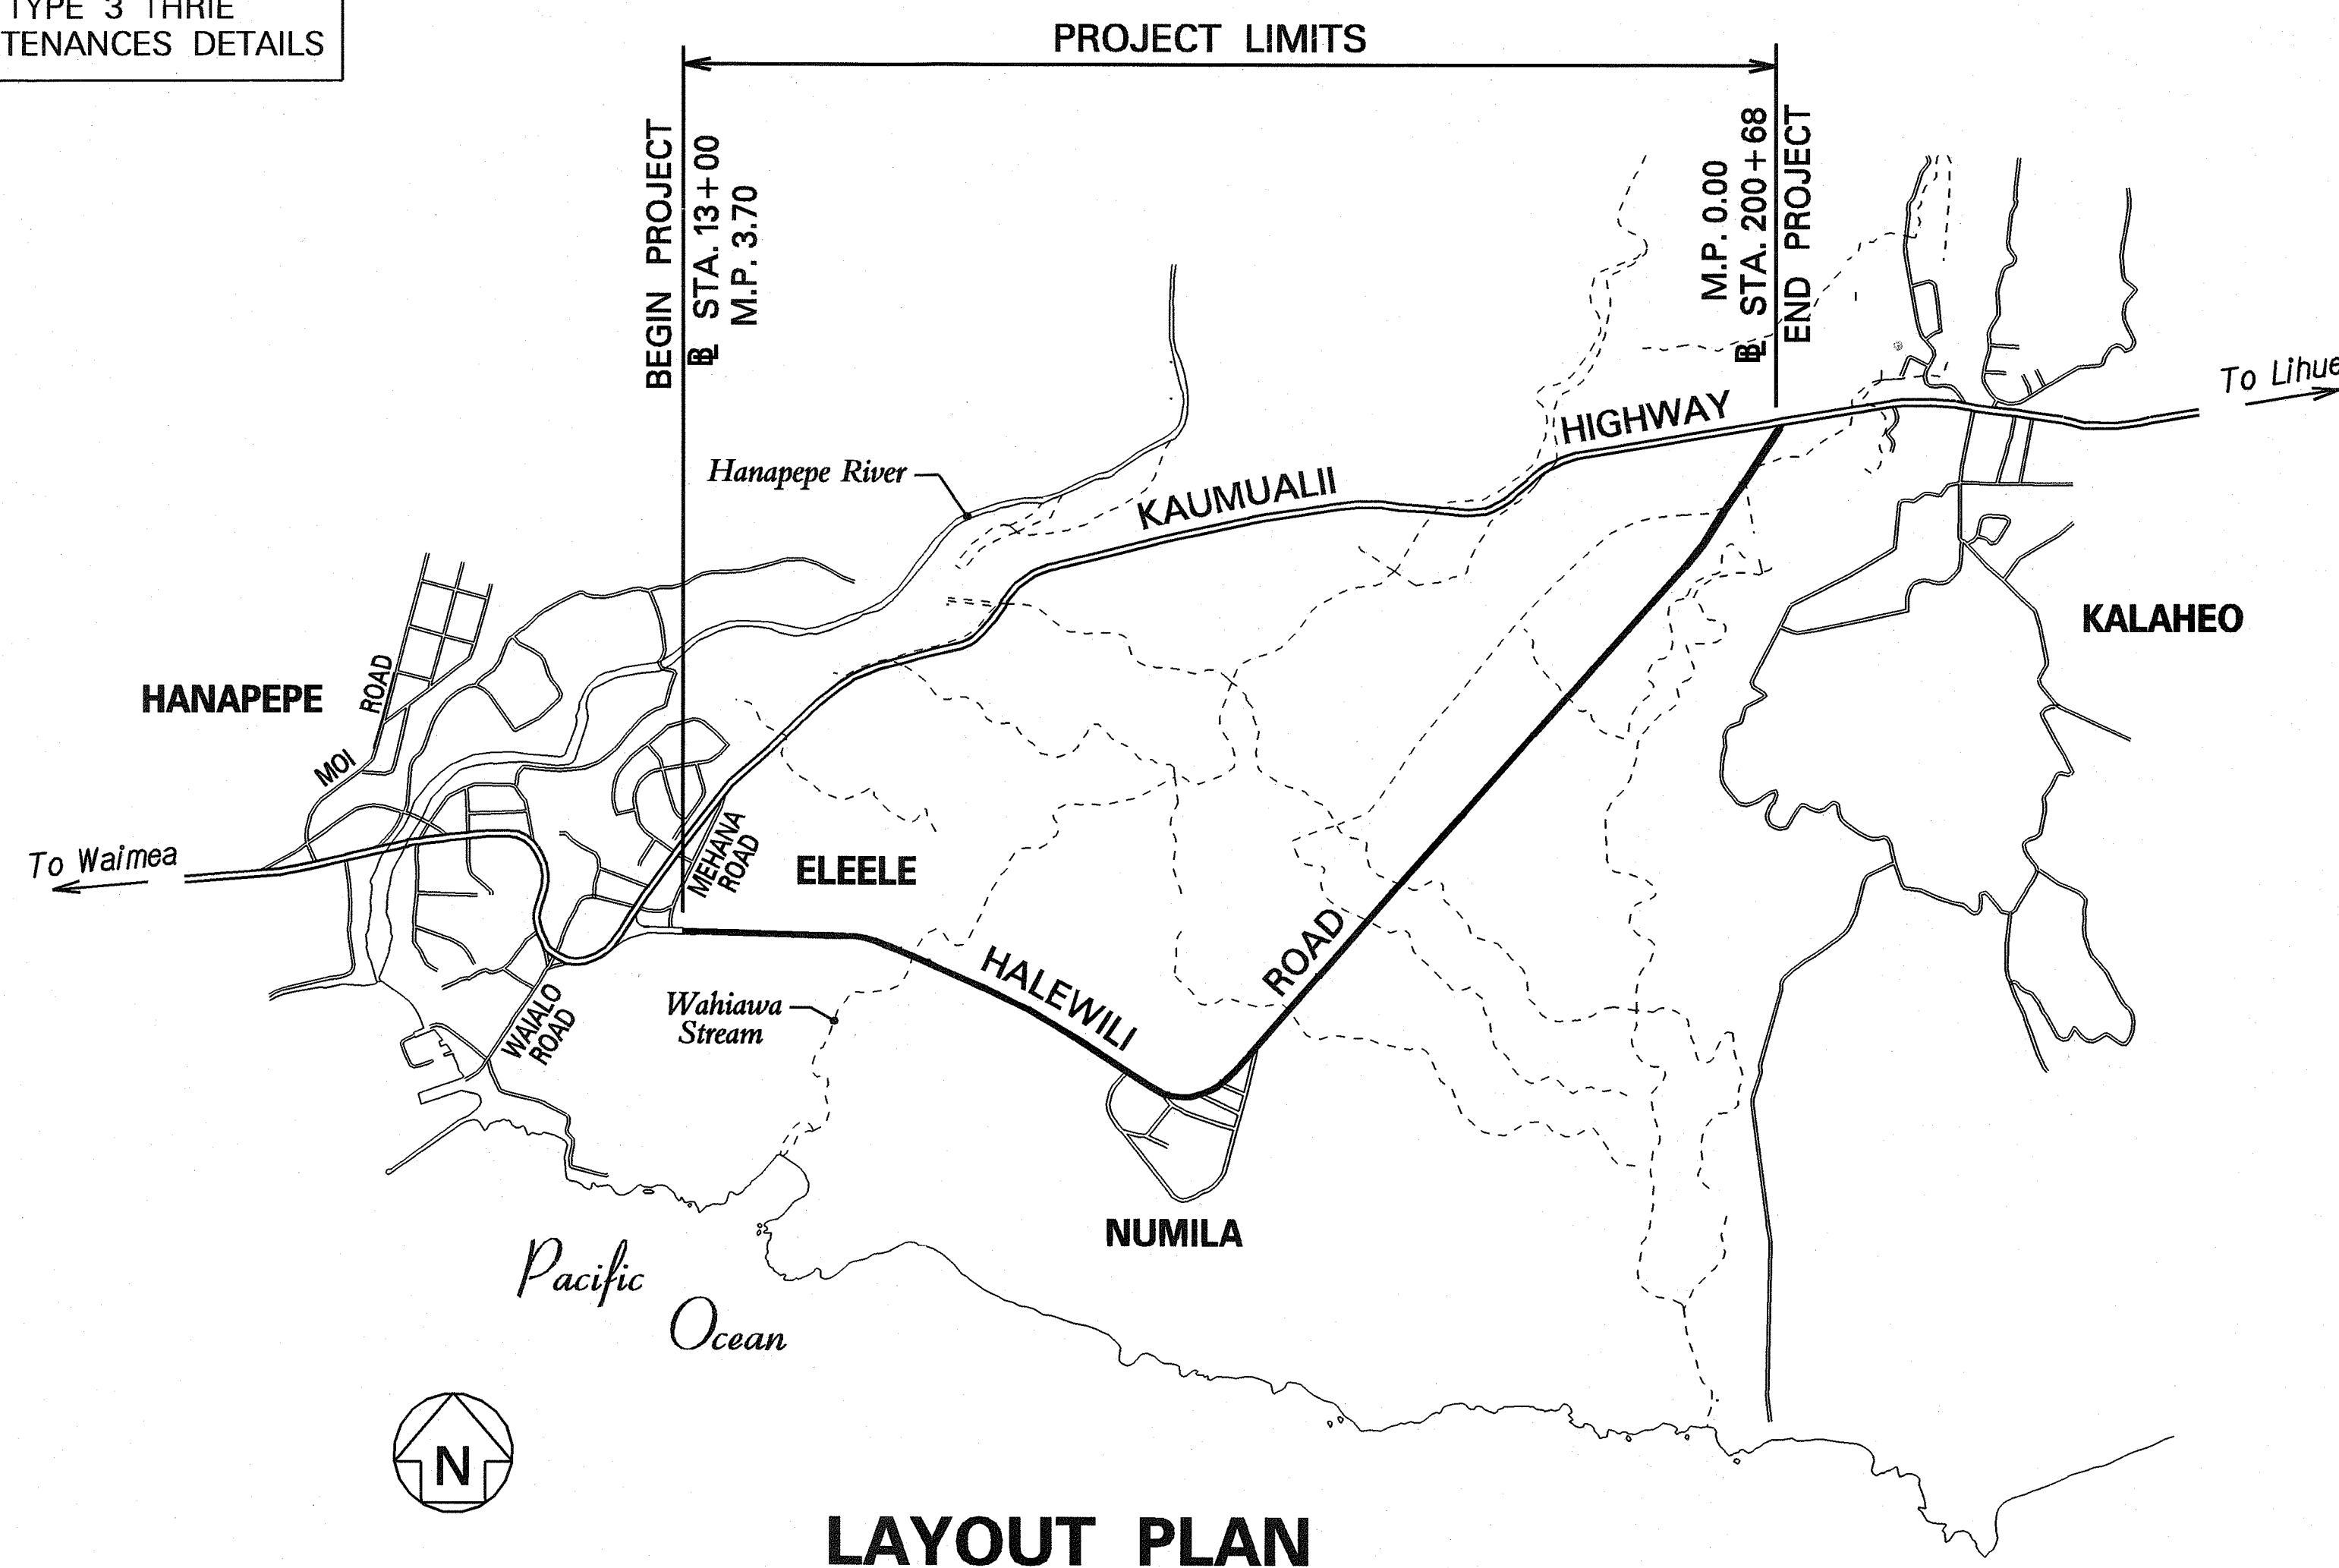 TYPE 3 THRIE
TENANCES DETAILS
PROJECT LIMITS
BEGIN PROJECT
BL STA. 13+00
M.P. 3.70
M.P. 0.00
BL STA. 200+68
END PROJECT
To Lihue
HIGHWAY
KAUMUALII
Hanapepe River
KALAHEO
HANAPEPE
MOI ROAD
To Waimea
MEHANA
ROAD
ELEELE
HALEWILI ROAD
Wahiawa
Stream
WAIALO
ROAD
NUMILA
Pacific
Ocean
N
LAYOUT PLAN